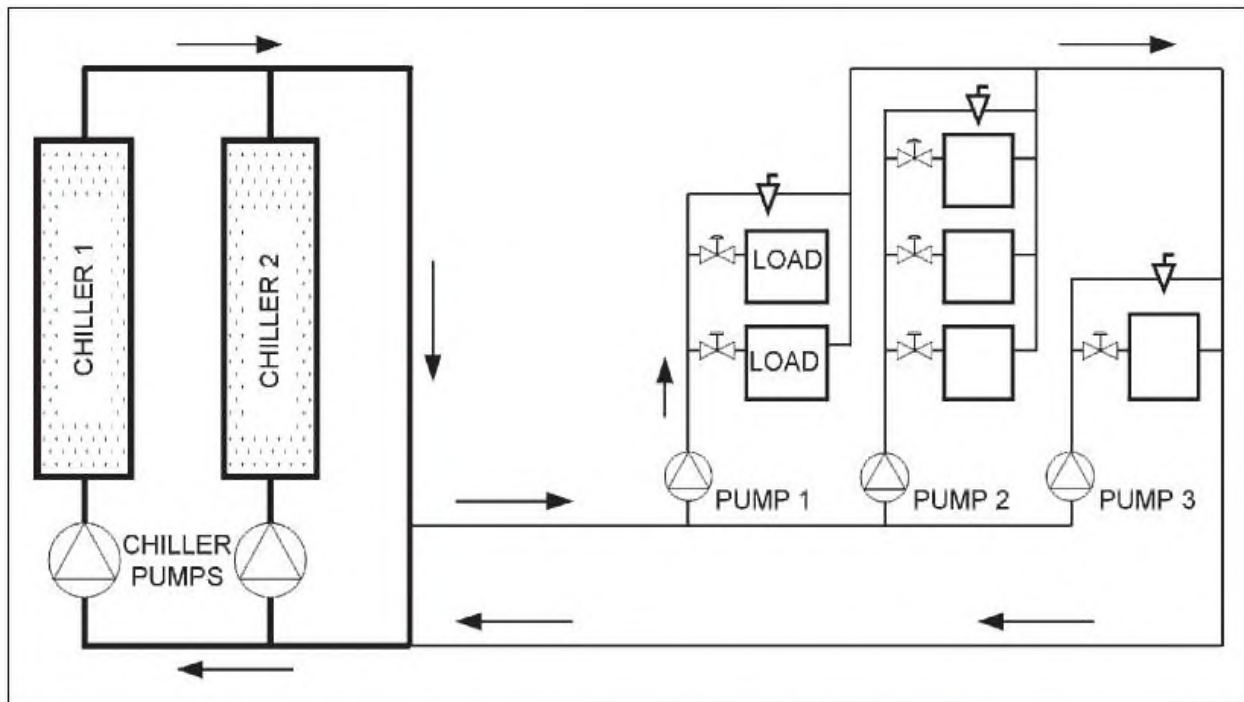 CHILLER 1
CHILLER 2
CHILLER
PUMPS
LOAD
LOAD
PUMP 1
PUMP 2
PUMP 3